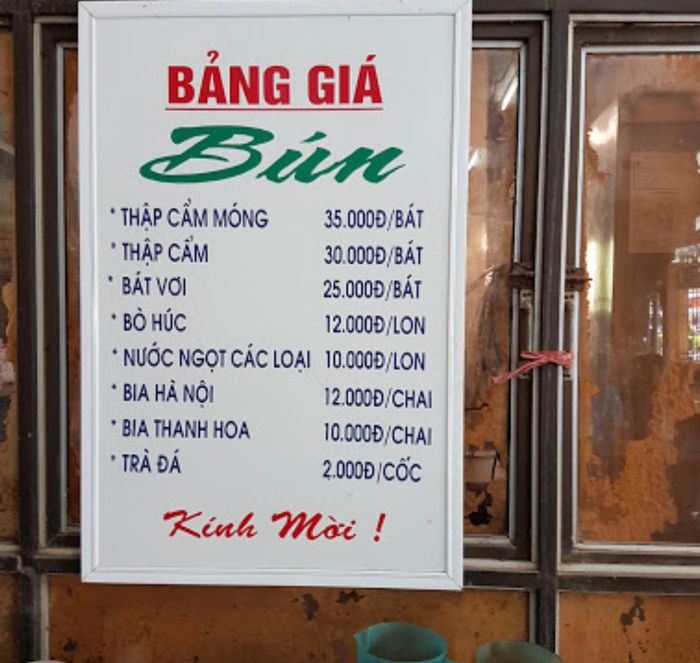 BẢNG GIÁ
Bún
* THẬP CẨM MÓNG 35.000Đ/BÁT
* THẬP CẨM 30.000Đ/BÁT
* BÁT VƠI 25.000Đ/BÁT
* BÒ HÚC 12.000Đ/LON
* NƯỚC NGỌT CÁC LOẠI 10.000Đ/LON
* BIA HÀ NỘI 12.000Đ/CHAI
* BIA THANH HOA 10.000Đ/CHAI
* TRÀ ĐÁ 2.000Đ/CỐC
Kính Mời !